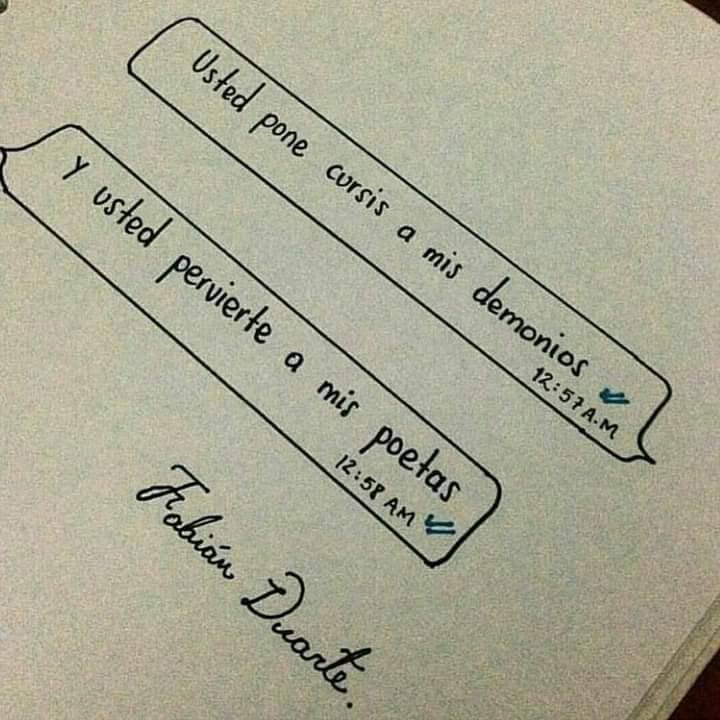 Usted pone cursis a mis demonios
12:57 A.M
Y usted pervierte a mis poetas
12:58 AM
Fabián Duarte.